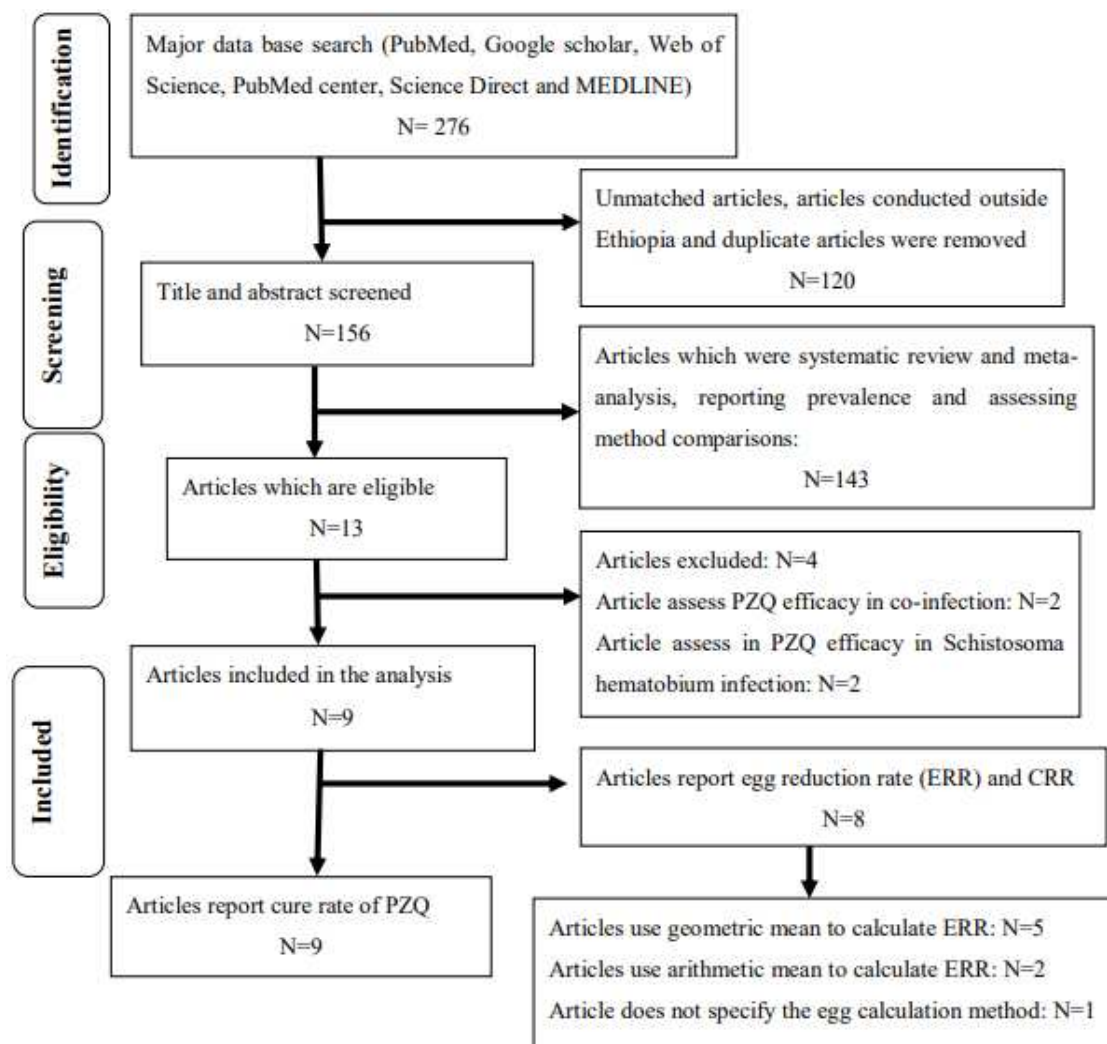 Identification
Major data base search (PubMed, Google scholar, Web of
Science, PubMed center, Science Direct and MEDLINE)
N= 276
Unmatched articles, articles conducted outside
Ethiopia and duplicate articles were removed
N=120
Screening
Title and abstract screened
N=156
Articles which were systematic review and meta-
analysis, reporting prevalence and assessing
method comparisons:
N=143
Eligibility
Articles which are eligible
N=13
Articles excluded: N=4
Article assess PZQ efficacy in co-infection: N=2
Article assess in PZQ efficacy in Schistosoma
hematobium infection: N=2
Included
Articles included in the analysis
N=9
Articles report egg reduction rate (ERR) and CRR
N=8
Articles report cure rate of PZQ
N=9
Articles use geometric mean to calculate ERR: N=5
Articles use arithmetic mean to calculate ERR: N=2
Article does not specify the egg calculation method: N=1